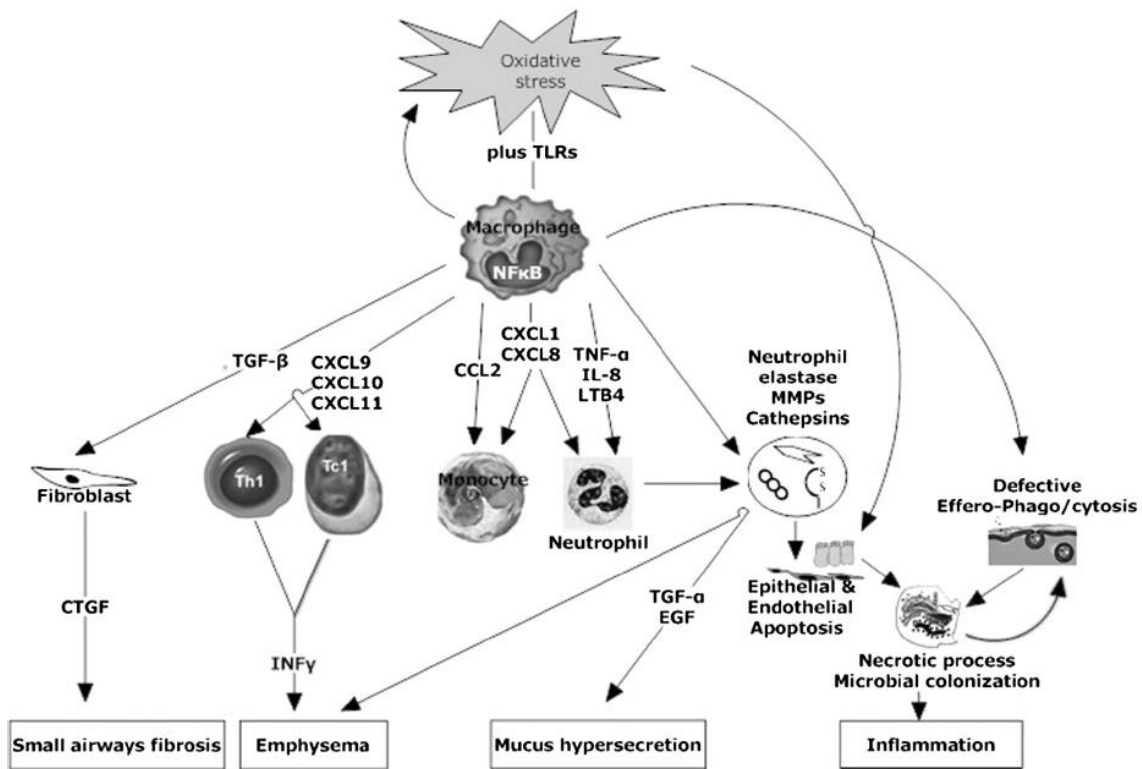 Oxidative
stress
plus TLRs
Macrophage
NFκB
TGF-β
CXCL9
CXCL10
CXCL11
CCL2
CXCL1
CXCL8
TNF-α
IL-8
LTB4
Neutrophil
elastase
MMPs
Cathepsins
S
S
Fibroblast
Th1
Tc1
Monocyte
Neutrophil
Defective
Effero-Phago/cytosis
CTGF
INFγ
TGF-α
EGF
Epithelial &
Endothelial
Apoptosis
Necrotic process
Microbial colonization
Small airways fibrosis
Emphysema
Mucus hypersecretion
Inflammation